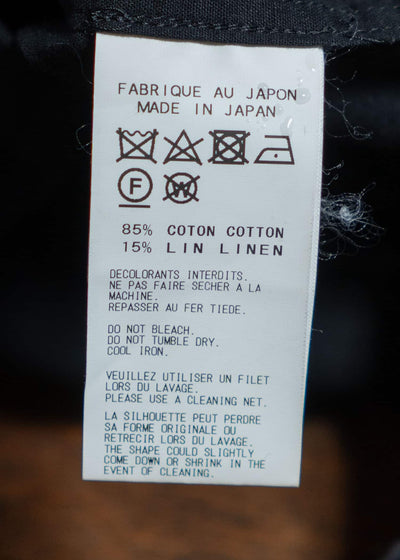 FABRIQUE AU JAPON
MADE IN JAPAN
F
W
85% COTON COTTON
15% LIN LINEN
DECOLORANTS INTERDITS.
NE PAS FAIRE SECHER A LA
MACHINE.
REPASSER AU FER TIEDE.
DO NOT BLEACH.
DO NOT TUMBLE DRY.
COOL IRON.
VEUILLEZ UTILISER UN FILET
LORS DU LAVAGE.
PLEASE USE A CLEANING NET.
LA SILHOUETTE PEUT PERDRE
SA FORME ORIGINALE OU
RETRECIR LORS DU LAVAGE.
THE SHAPE COULD SLIGHTLY
COME DOWN OR SHRINK IN THE
EVENT OF CLEANING.